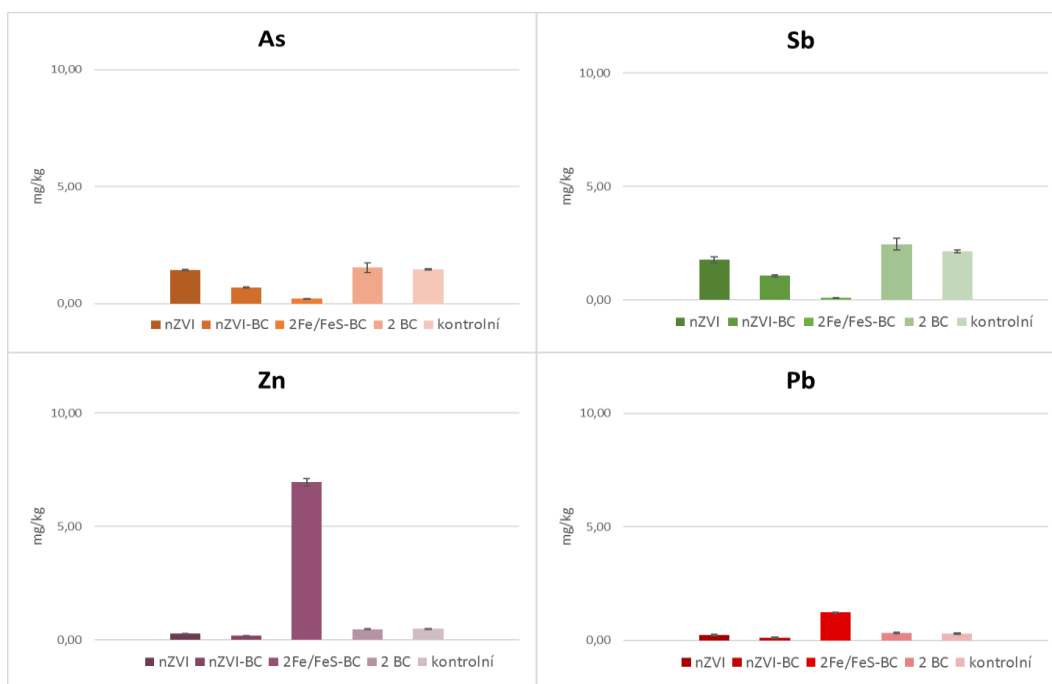 As
10,00
5,00
0,00
mg/kg
nZVI nZVI-BC 2Fe/FeS-BC 2 BC kontrolní
Sb
10,00
5,00
0,00
mg/kg
nZVI nZVI-BC 2Fe/FeS-BC 2 BC kontrolní
Zn
10,00
5,00
0,00
mg/kg
nZVI nZVI-BC 2Fe/FeS-BC 2 BC kontrolní
Pb
10,00
5,00
0,00
mg/kg
nZVI nZVI-BC 2Fe/FeS-BC 2 BC kontrolní